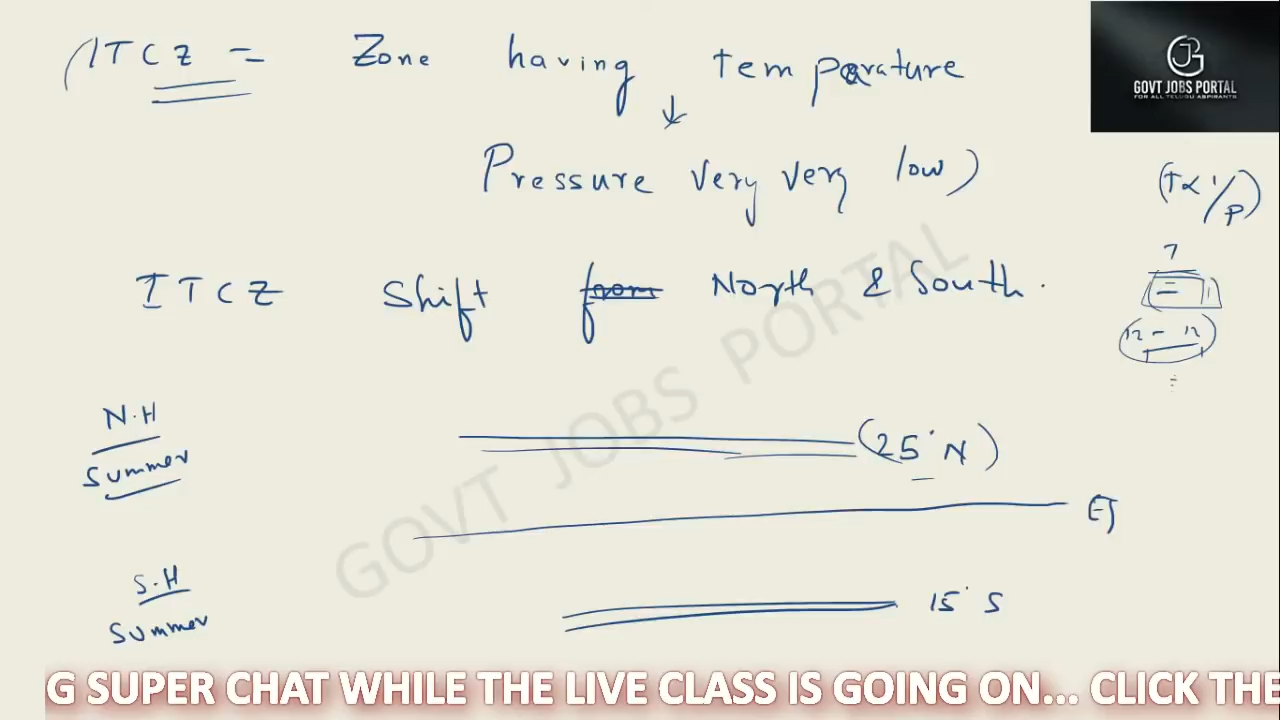 (ITCZ = Zone having temperature
↓
Pressure very very low)
ITCZ Shift from North & South.
N.H
Summer
(25°N)
S.H
Summer
15°S
(T∝1/P)
12 - 12
GOVT JOBS PORTAL
FOR ALL TELUGU ASPIRANTS
GOVT JOBS PORTAL
G SUPER CHAT WHILE THE LIVE CLASS IS GOING ON... CLICK THE